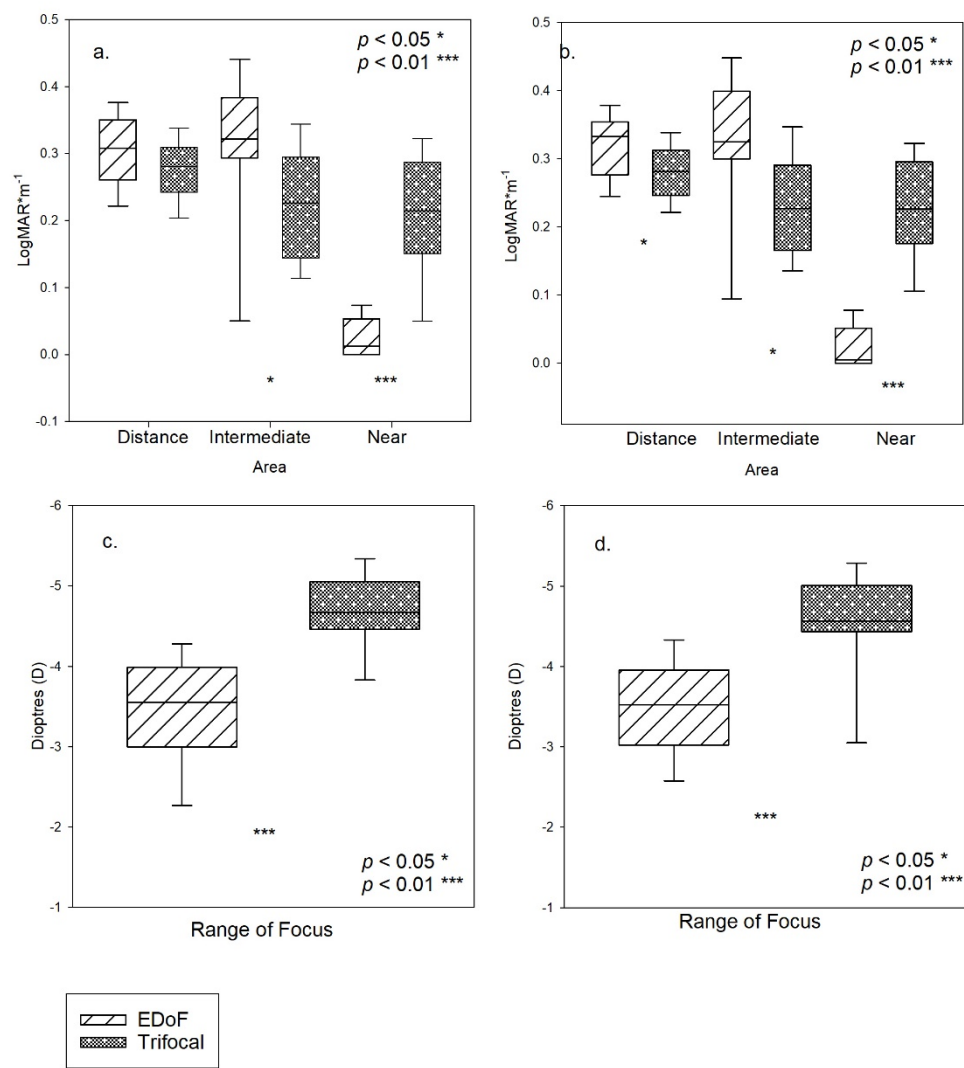 a.
p < 0.05 *
p < 0.01 ***
0.5
0.4
0.3
0.2
0.1
0.0
-0.1
LogMAR*m-1
*
***
Distance Intermediate Near
Area
b.
p < 0.05 *
p < 0.01 ***
0.5
0.4
0.3
0.2
0.1
0.0
LogMAR*m-1
*
*
***
Distance Intermediate Near
Area
c.
-6
-5
-4
-3
-2
-1
Dioptres (D)
***
p < 0.05 *
p < 0.01 ***
Range of Focus
d.
-6
-5
-4
-3
-2
-1
Dioptres (D)
***
p < 0.05 *
p < 0.01 ***
Range of Focus
EDoF
Trifocal